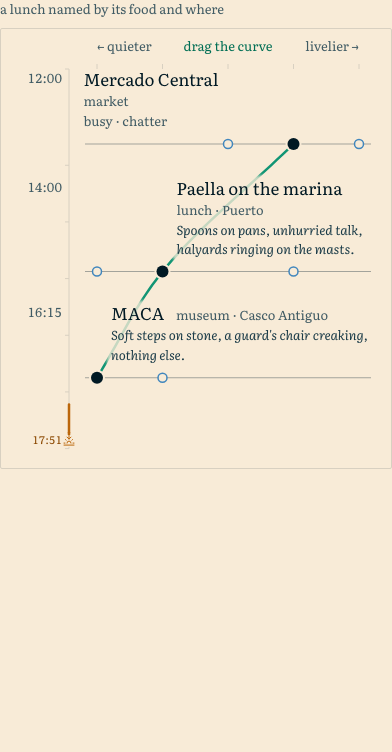 a lunch named by its food and where
← quieter drag the curve livelier →
12:00 Mercado Central
market
busy · chatter
14:00 Paella on the marina
lunch · Puerto
Spoons on pans, unhurried talk,
halyards ringing on the masts.
16:15 MACA museum · Casco Antiguo
Soft steps on stone, a guard's chair creaking,
nothing else.
17:51